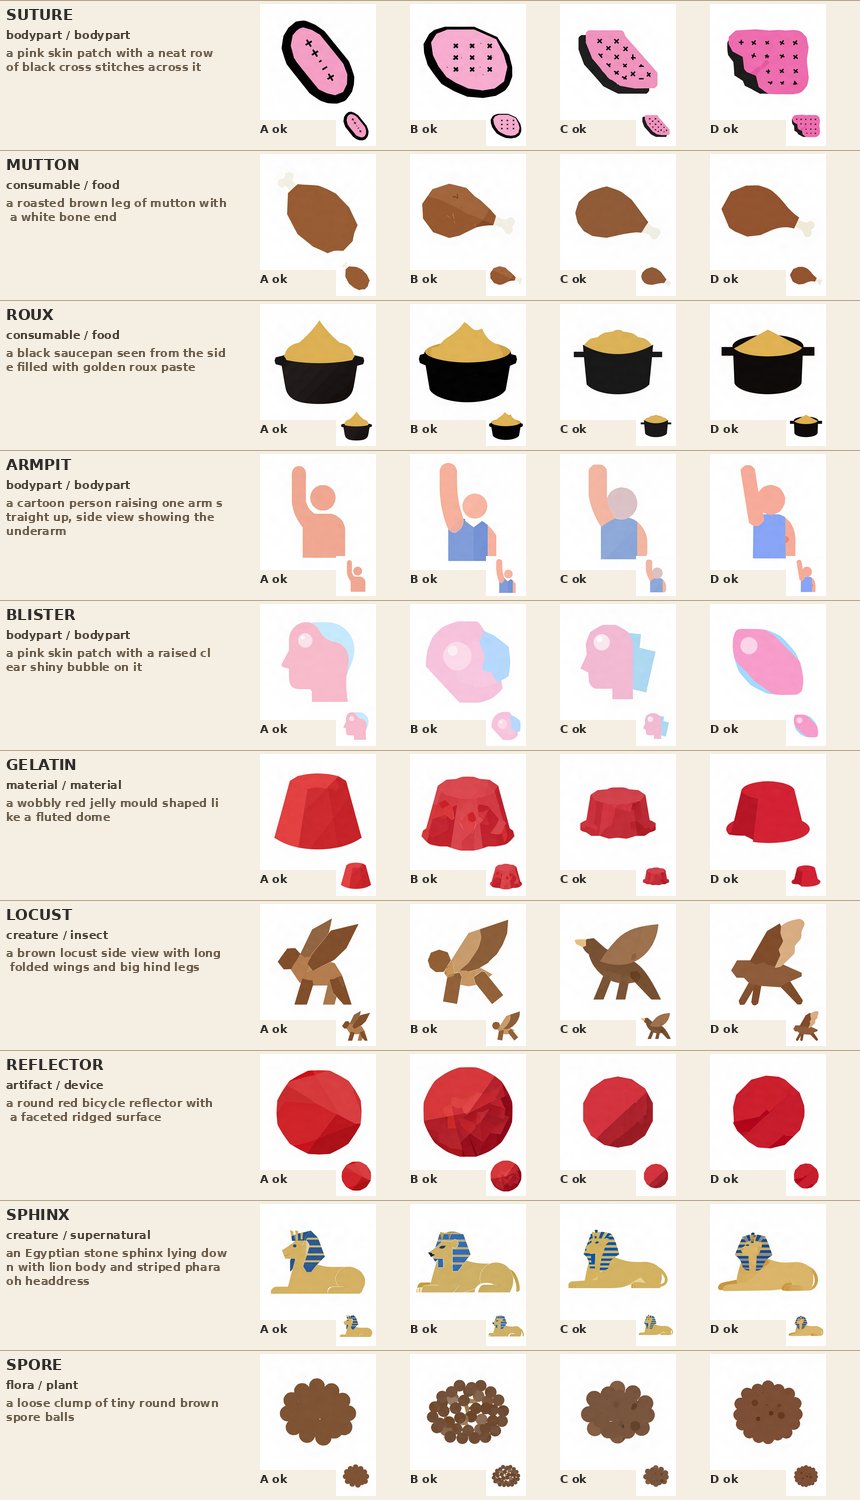 SUTURE
bodypart / bodypart
a pink skin patch with a neat row
of black cross stitches across it
A ok
B ok
C ok
D ok
MUTTON
consumable / food
a roasted brown leg of mutton with
a white bone end
A ok
B ok
C ok
D ok
ROUX
consumable / food
a black saucepan seen from the sid
e filled with golden roux paste
A ok
B ok
C ok
D ok
ARMPIT
bodypart / bodypart
a cartoon person raising one arm s
traight up, side view showing the
underarm
A ok
B ok
C ok
D ok
BLISTER
bodypart / bodypart
a pink skin patch with a raised cl
ear shiny bubble on it
A ok
B ok
C ok
D ok
GELATIN
material / material
a wobbly red jelly mould shaped li
ke a fluted dome
A ok
B ok
C ok
D ok
LOCUST
creature / insect
a brown locust side view with long
folded wings and big hind legs
A ok
B ok
C ok
D ok
REFLECTOR
artifact / device
a round red bicycle reflector with
a faceted ridged surface
A ok
B ok
C ok
D ok
SPHINX
creature / supernatural
an Egyptian stone sphinx lying dow
n with lion body and striped phara
oh headdress
A ok
B ok
C ok
D ok
SPORE
flora / plant
a loose clump of tiny round brown
spore balls
A ok
B ok
C ok
D ok